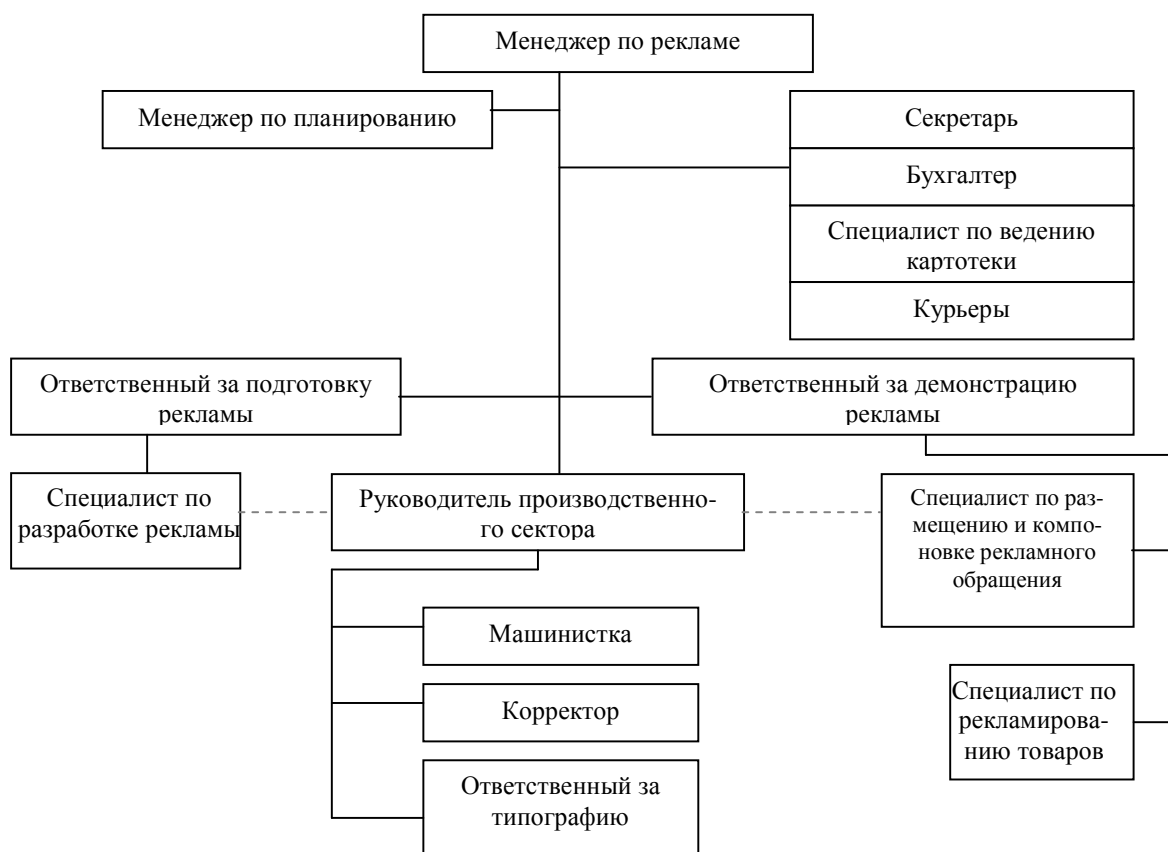 Менеджер по рекламе
Менеджер по планированию
Секретарь
Бухгалтер
Специалист по ведению
картотеки
Курьеры
Ответственный за подготовку
рекламы
Ответственный за демонстрацию
рекламы
Специалист по
разработке рекламы
Руководитель производственно-
го сектора
Специалист по раз-
мещению и компо-
новке рекламного
обращения
Машинистка
Корректор
Ответственный за
типографию
Специалист по
рекламирова-
нию товаров